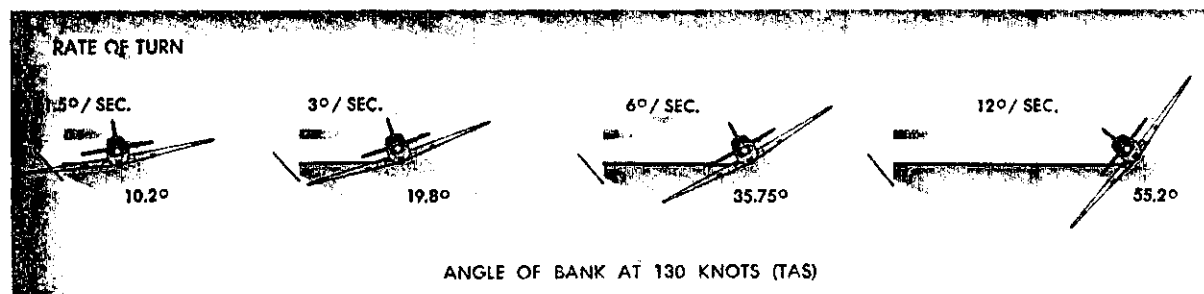 RATE OF TURN
1.5°/ SEC.
3°/ SEC.
6°/ SEC.
12°/ SEC.
10.2°
19.8°
35.75°
55.2°
ANGLE OF BANK AT 130 KNOTS (TAS)